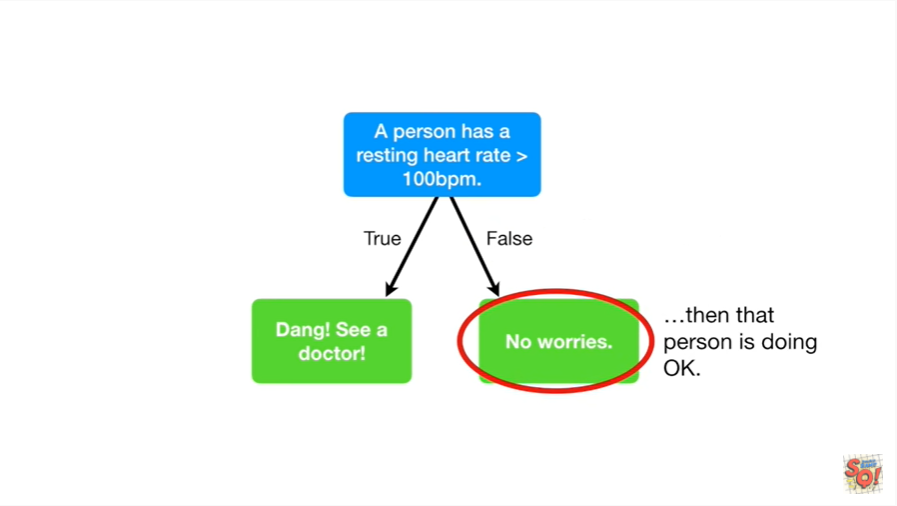 A person has a
resting heart rate >
100bpm.
True
False
Dang! See a
doctor!
No worries.
...then that
person is doing
OK.
SQ!